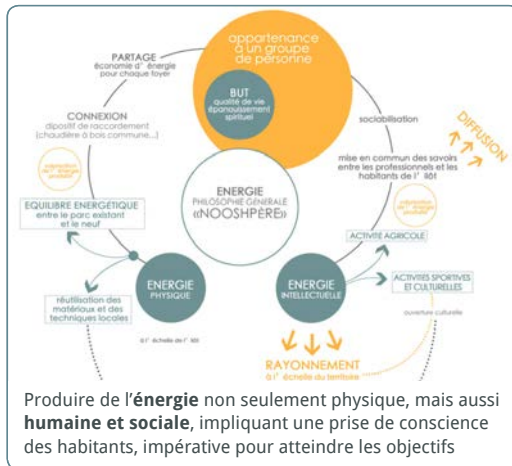 appartenance
à un groupe
de personne
PARTAGE
économie d' énergie
pour chaque foyer
BUT
qualité de vie
épanouissement
spirituel
CONNEXION
dipositif de raccordement
(chaudière à bois commune,...)
sociabilisation
DIFFUSION
mise en commun des savoirs
entre les professionnels et les
habitants de l' îlôt
ENERGIE
PHILOSOPHIE GÉNÉRALE
«NOOSHPÈRE»
EQUILIBRE ENERGÉTIQUE
entre le parc existant
et le neuf
ACTIVITÉ AGRICOLE
ENERGIE
PHYSIQUE
ENERGIE
INTELLECTUELLE
ACTIVITÉS SPORTIVES
ET CULTURELLES
réutilisation des
matériaux et des
techniques locales
ouverture culturelle
à l' échelle de l'
RAYONNEMENT
à l' échelle du territoire
Produire de l'énergie non seulement physique, mais aussi
humaine et sociale, impliquant une prise de conscience
des habitants, impérative pour atteindre les objectifs